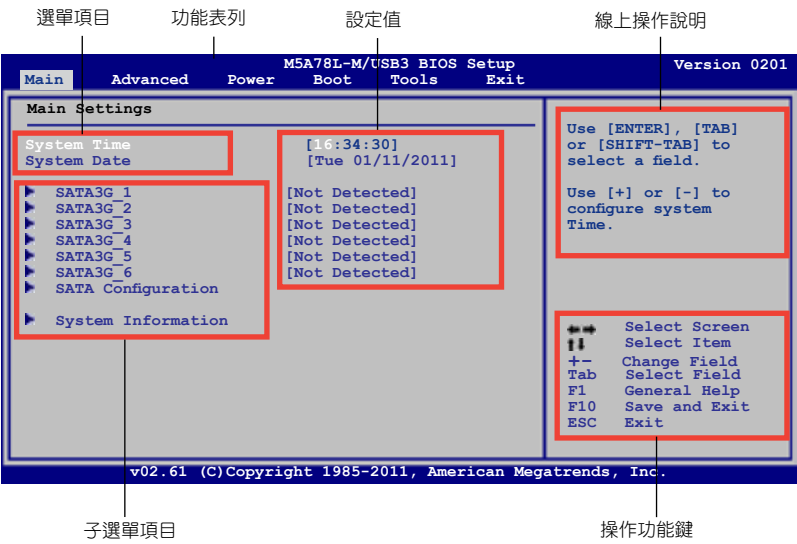 選單項目 功能表列 設定值 線上操作說明
M5A78L-M/USB3 BIOS Setup Version 0201
Main Advanced Power Boot Tools Exit
Main Settings
System Time [16:34:30]
System Date [Tue 01/11/2011]
SATA3G_1 [Not Detected]
SATA3G_2 [Not Detected]
SATA3G_3 [Not Detected]
SATA3G_4 [Not Detected]
SATA3G_5 [Not Detected]
SATA3G_6 [Not Detected]
SATA Configuration
System Information
Use [ENTER], [TAB]
or [SHIFT-TAB] to
select a field.
Use [+] or [-] to
configure system
Time.
←→ Select Screen
↑↓ Select Item
+- Change Field
Tab Select Field
F1 General Help
F10 Save and Exit
ESC Exit
v02.61 (C)Copyright 1985-2011, American Megatrends, Inc.
子選單項目 操作功能鍵